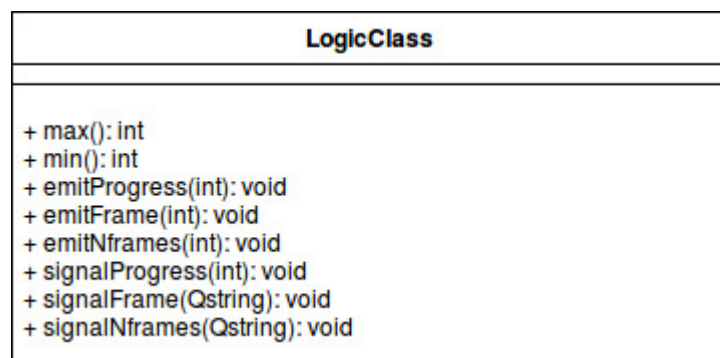 LogicClass
+ max(): int
+ min(): int
+ emitProgress(int): void
+ emitFrame(int): void
+ emitNframes(int): void
+ signalProgress(int): void
+ signalFrame(Qstring): void
+ signalNframes(Qstring): void